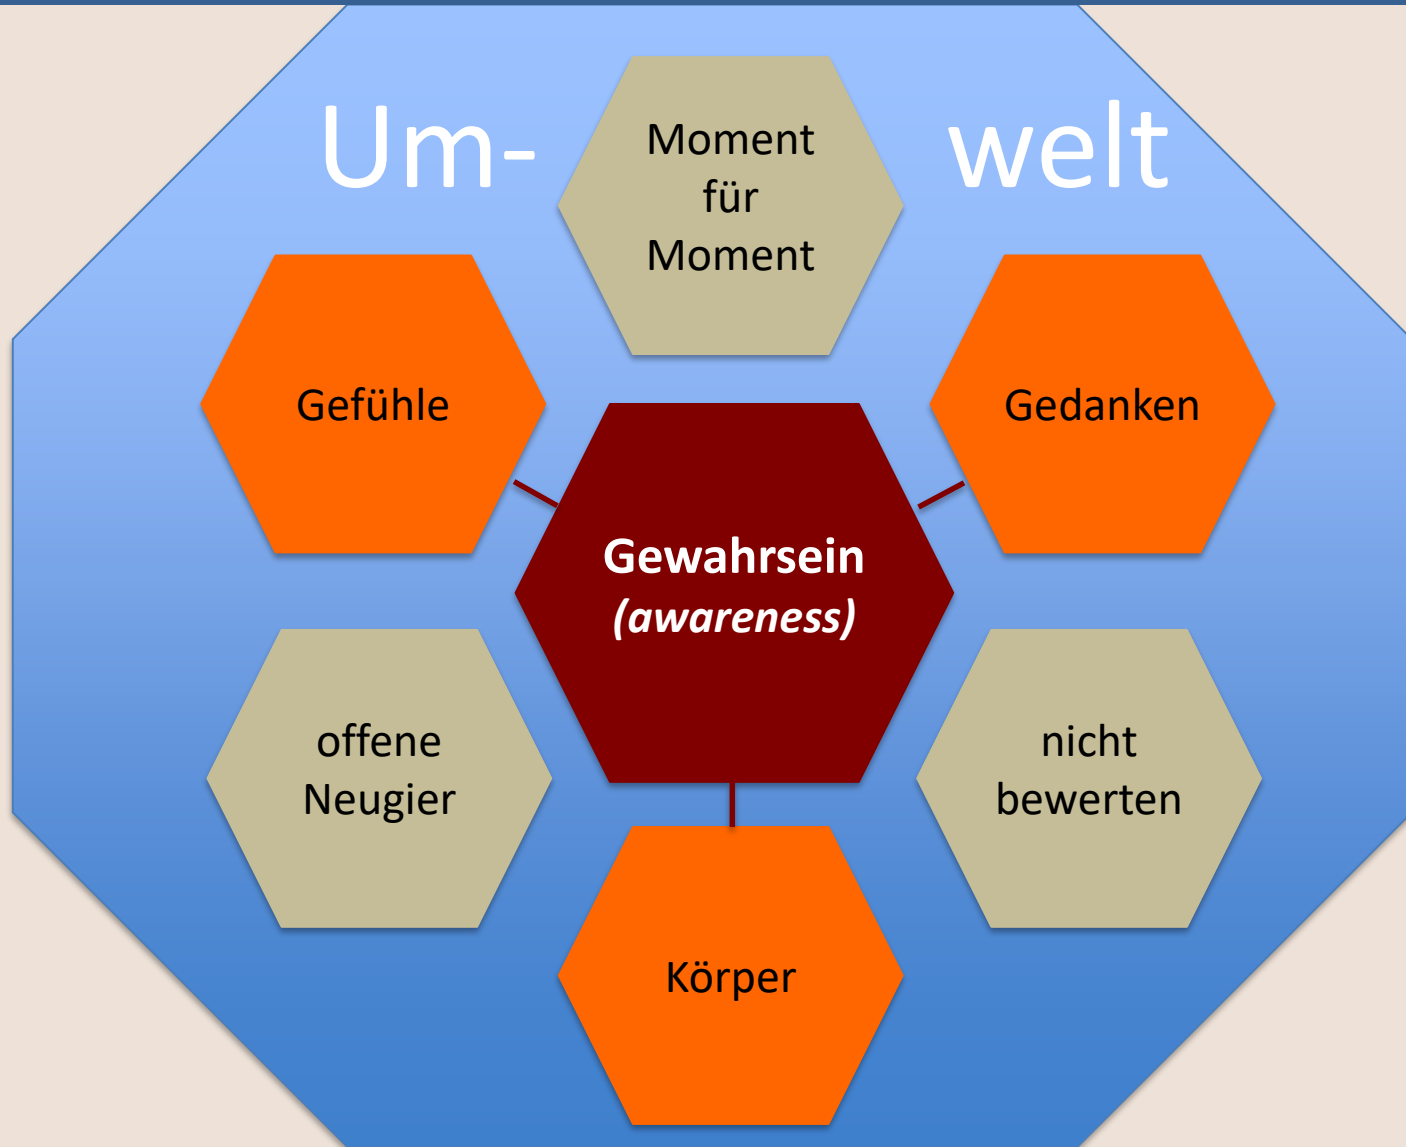 Um- welt
Moment
für
Moment
Gefühle
Gedanken
Gewahrsein
(awareness)
offene
Neugier
nicht
bewerten
Körper